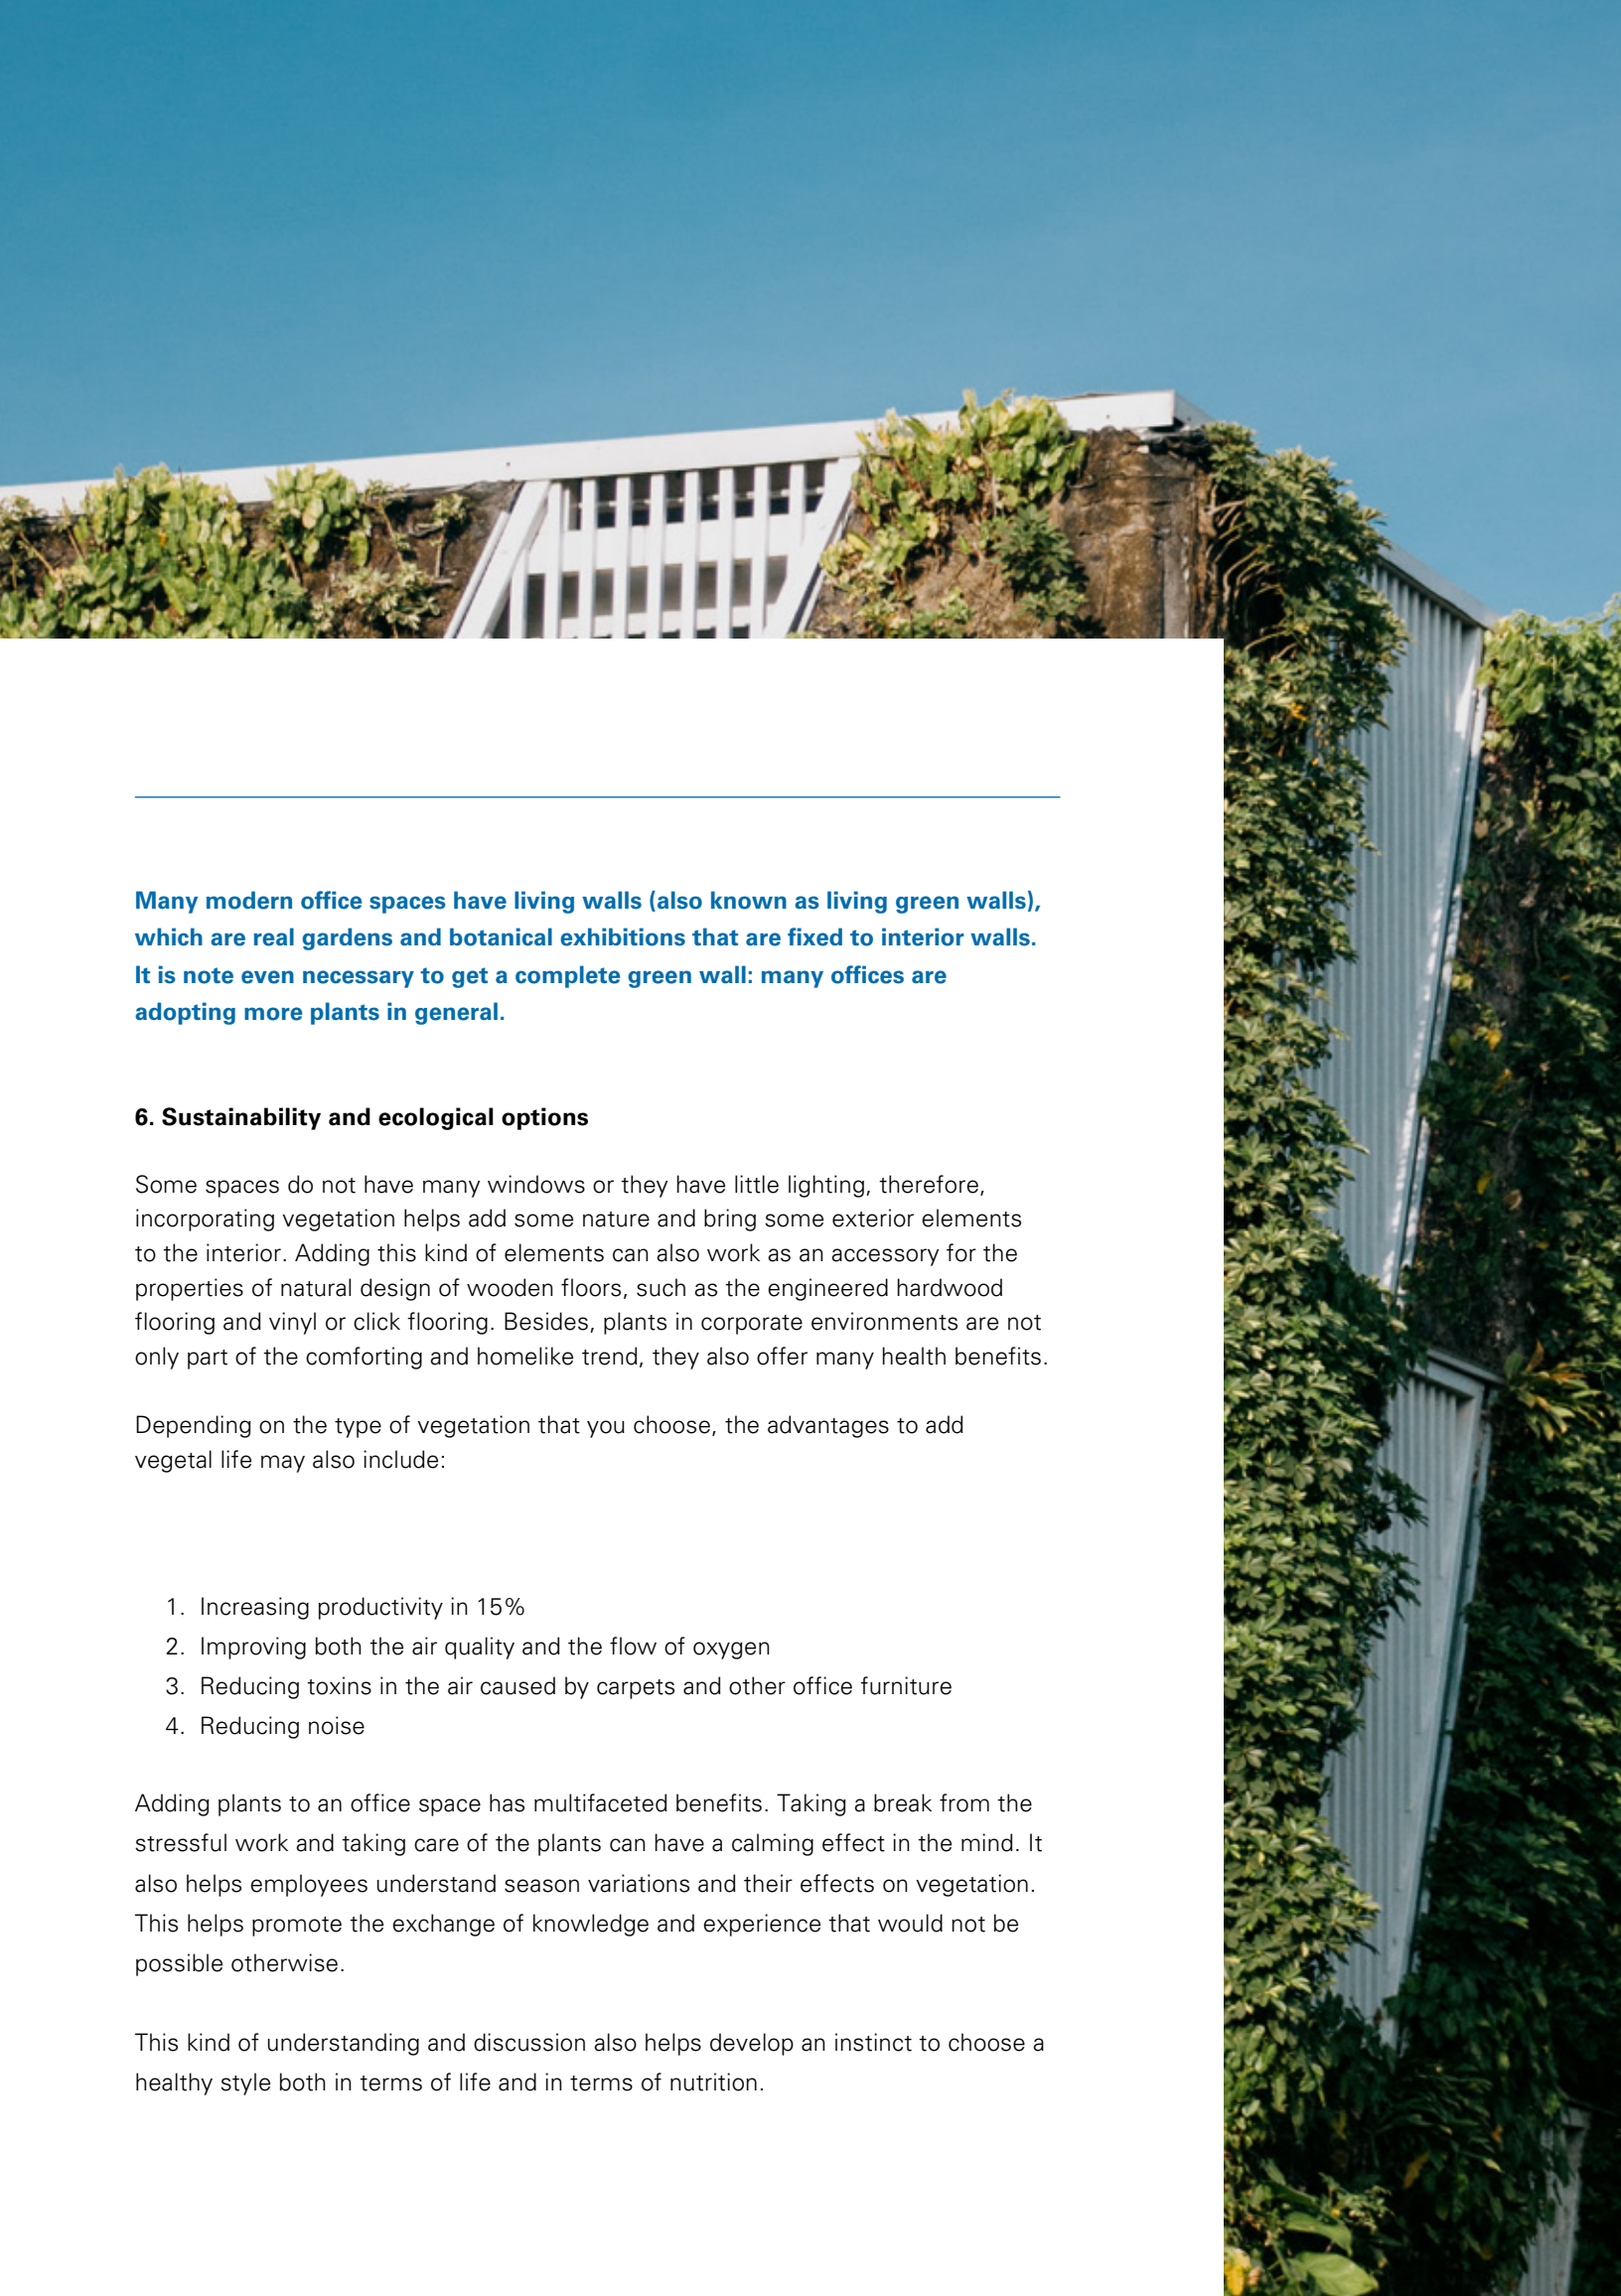 Many modern office spaces have living walls (also known as living green walls),
which are real gardens and botanical exhibitions that are fixed to interior walls.
It is note even necessary to get a complete green wall: many offices are
adopting more plants in general.
6. Sustainability and ecological options
Some spaces do not have many windows or they have little lighting, therefore,
incorporating vegetation helps add some nature and bring some exterior elements
to the interior. Adding this kind of elements can also work as an accessory for the
properties of natural design of wooden floors, such as the engineered hardwood
flooring and vinyl or click flooring. Besides, plants in corporate environments are not
only part of the comforting and homelike trend, they also offer many health benefits.
Depending on the type of vegetation that you choose, the advantages to add
vegetal life may also include:
1. Increasing productivity in 15%
2. Improving both the air quality and the flow of oxygen
3. Reducing toxins in the air caused by carpets and other office furniture
4. Reducing noise
Adding plants to an office space has multifaceted benefits. Taking a break from the
stressful work and taking care of the plants can have a calming effect in the mind. It
also helps employees understand season variations and their effects on vegetation.
This helps promote the exchange of knowledge and experience that would not be
possible otherwise.
This kind of understanding and discussion also helps develop an instinct to choose a
healthy style both in terms of life and in terms of nutrition.